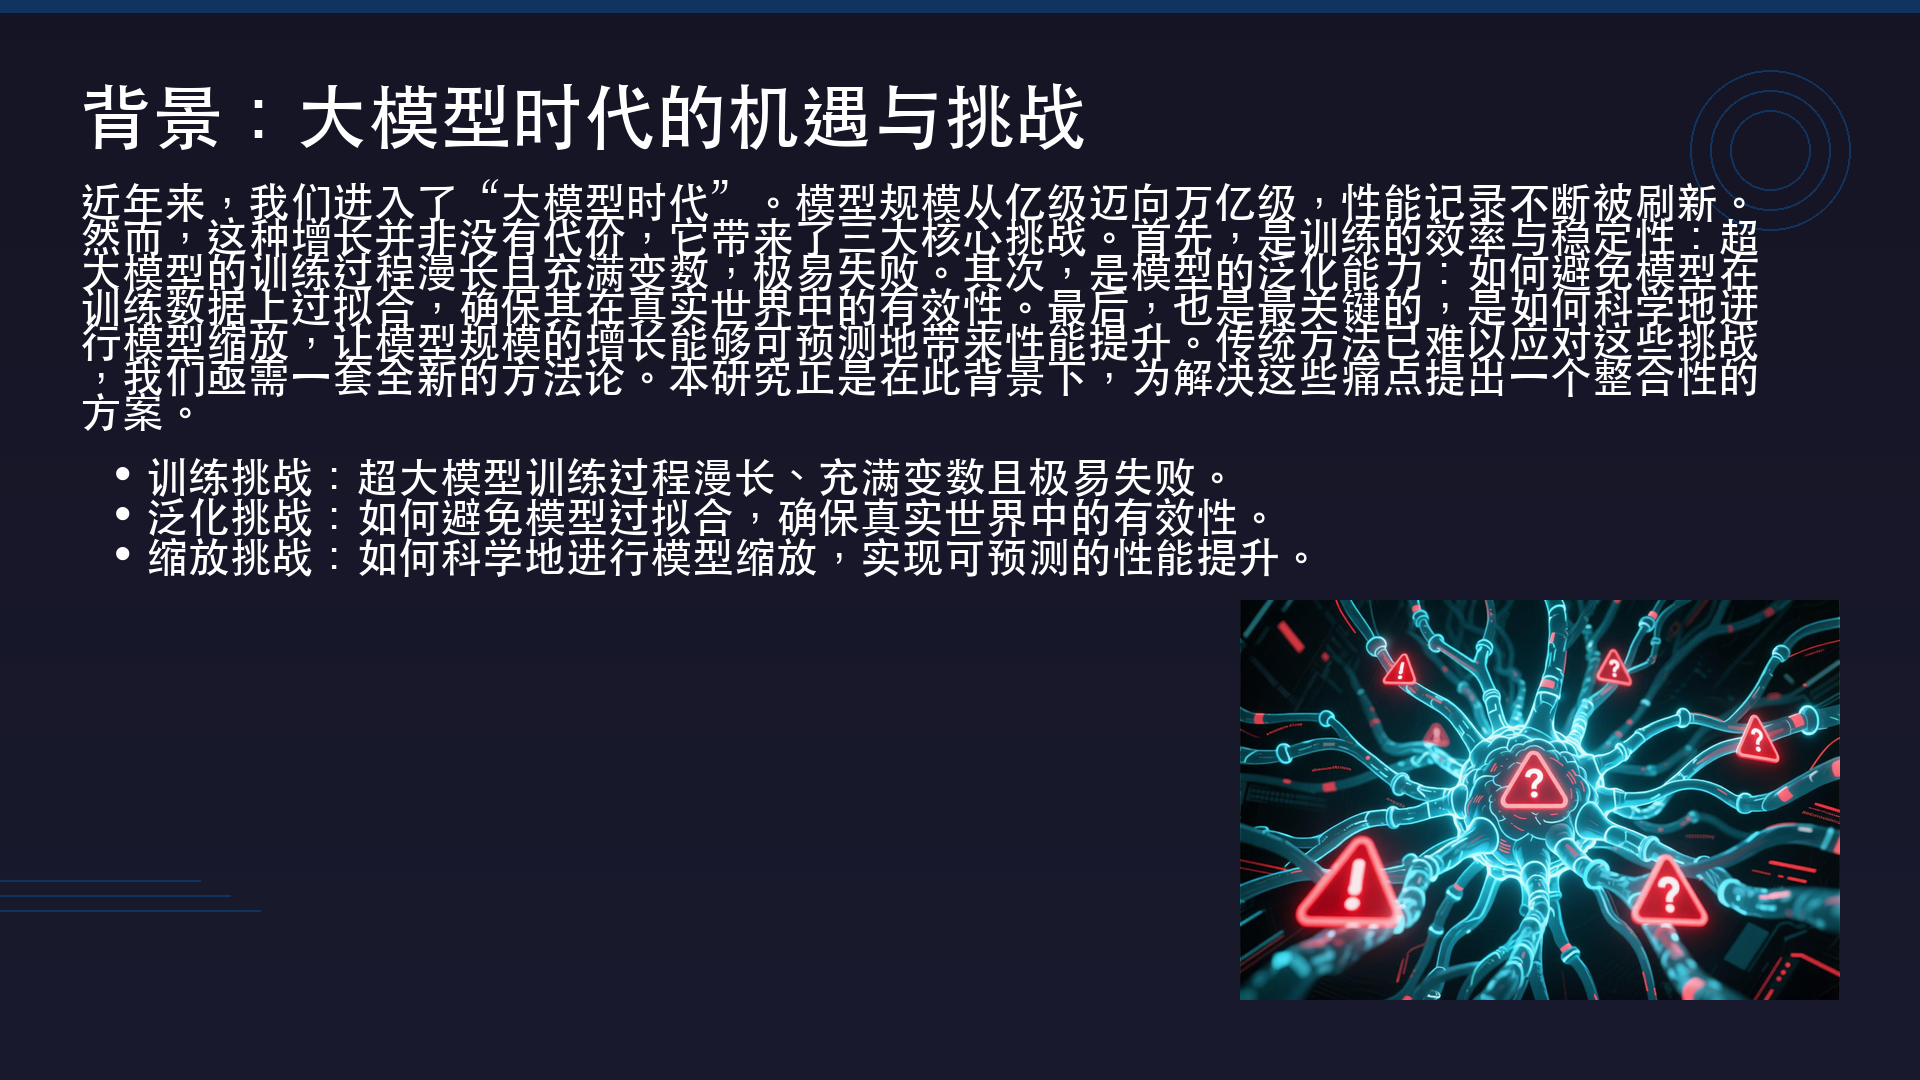 背景：大模型时代的机遇与挑战
近年来，我们进入了“大模型时代”。模型规模从亿级迈向万亿级，性能记录不断被刷新。
然而，这种增长并非没有代价，它带来了三大核心挑战。首先，是训练的效率与稳定性：超
大模型的训练过程漫长且充满变数，极易失败。其次，是模型的泛化能力：如何避免模型在
训练数据上过拟合，确保其在真实世界中的有效性。最后，也是最关键的，是如何科学地进
行模型缩放，让模型规模的增长能够可预测地带来性能提升。传统方法已难以应对这些挑战
，我们亟需一套全新的方法论。本研究正是在此背景下，为解决这些痛点提出一个整合性的
方案。
• 训练挑战：超大模型训练过程漫长、充满变数且极易失败。
• 泛化挑战：如何避免模型过拟合，确保真实世界中的有效性。
• 缩放挑战：如何科学地进行模型缩放，实现可预测的性能提升。